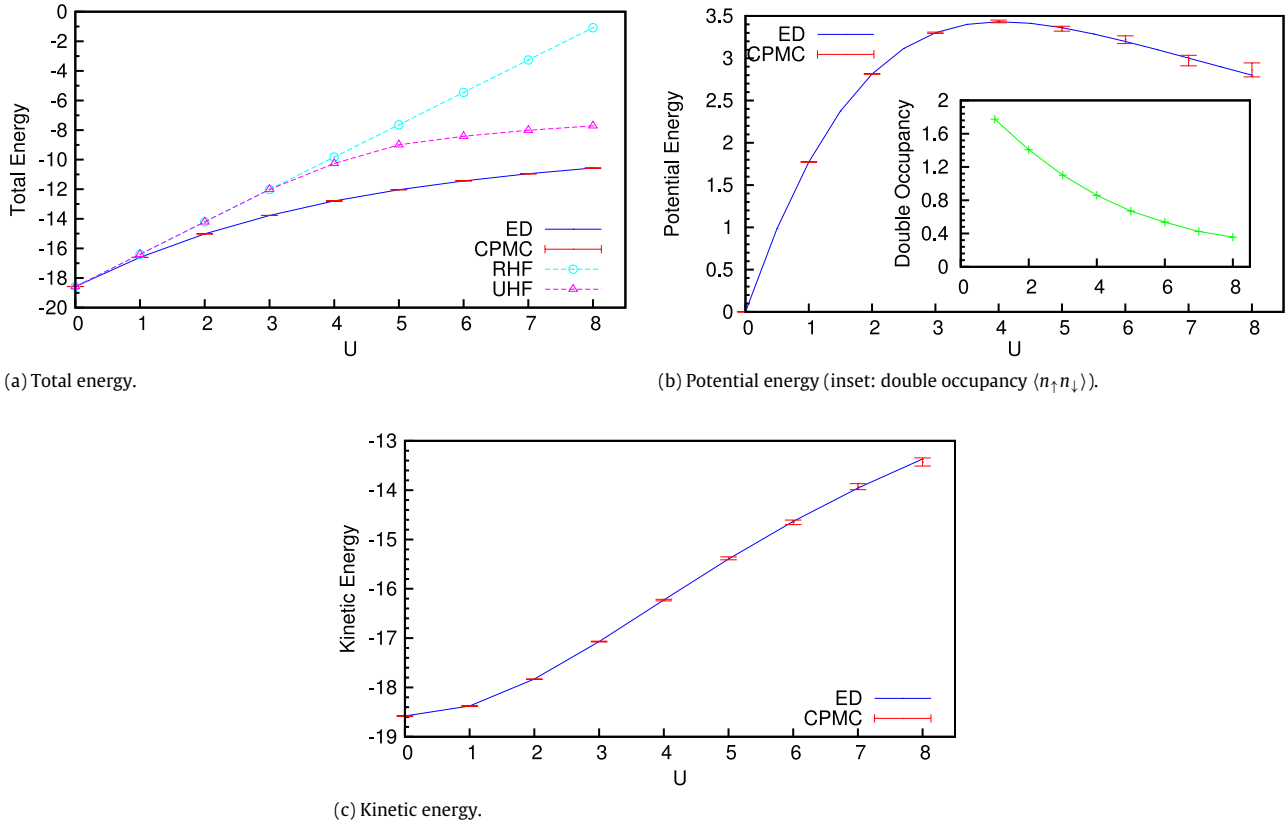 0
-2
-4
-6
-8
-10
-12
-14
-16
-18
-20
Total Energy
ED
CPMC
RHF
UHF
0 1 2 3 4 5 6 7 8
U
(a) Total energy.
3.5
3
2.5
2
1.5
1
0.5
0
Potential Energy
ED
CPMC
2
1.6
1.2
0.8
0.4
0
Double Occupancy
0 2 4 6 8
0 1 2 3 4 5 6 7 8
U
(b) Potential energy (inset: double occupancy ⟨n↑n↓⟩).
-13
-14
-15
-16
-17
-18
-19
Kinetic Energy
ED
CPMC
0 1 2 3 4 5 6 7 8
U
(c) Kinetic energy.